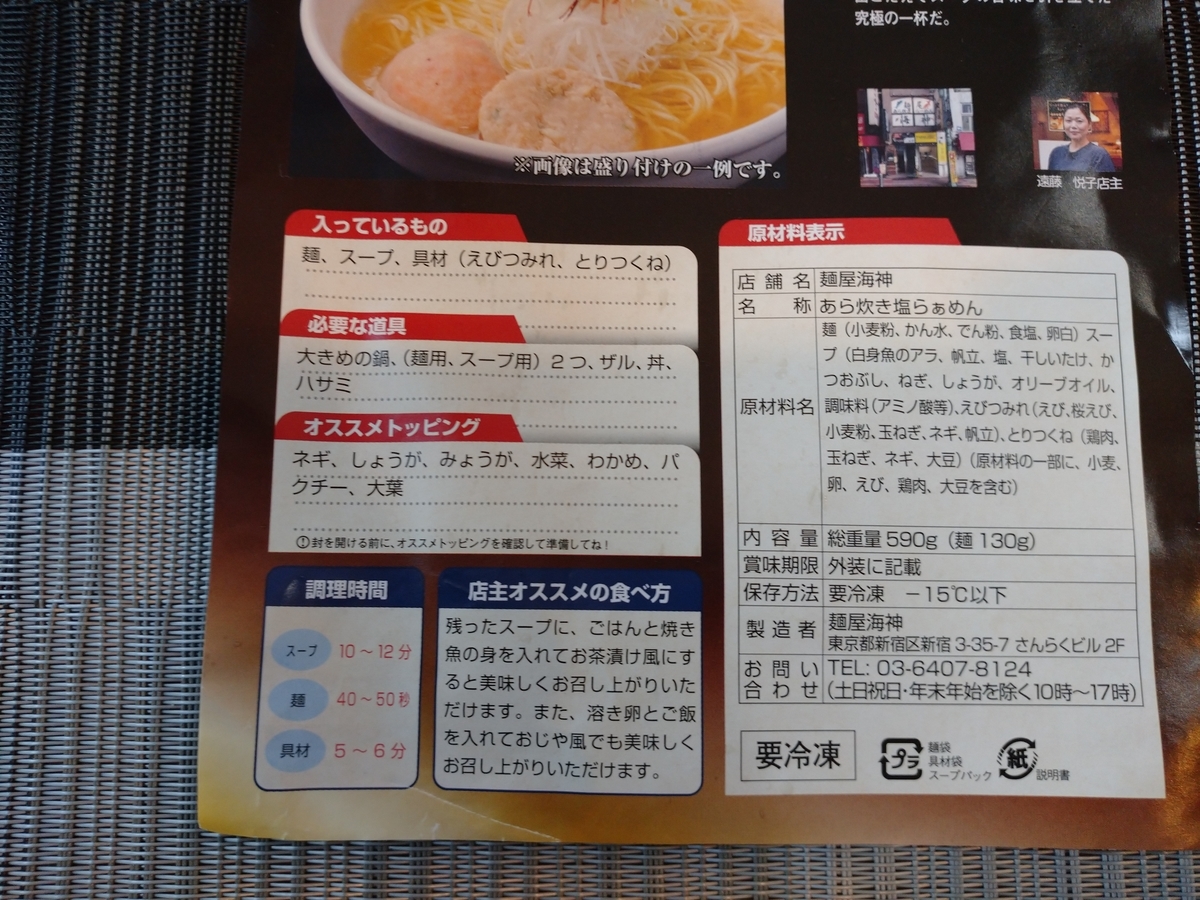 究極の一杯だ。
※画像は盛り付けの一例です。
遠藤 悦子店主
入っているもの
麺、スープ、具材（えびつみれ、とりつくね）
必要な道具
大きめの鍋、（麺用、スープ用）2つ、ザル、丼、
ハサミ
オススメトッピング
ネギ、しょうが、みょうが、水菜、わかめ、パ
クチー、大葉
!封を開ける前に、オススメトッピングを確認して準備してね!
調理時間
スープ 10～12分
麺 40～50秒
具材 5～6分
店主オススメの食べ方
残ったスープに、ごはんと焼き
魚の身を入れてお茶漬け風にす
ると美味しくお召し上がりいた
だけます。また、溶き卵とご飯
を入れておじや風でも美味しく
お召し上がりいただけます。
原材料表示
店舗名 麺屋海神
名称 あら炊き塩らぁめん
原材料名
麺（小麦粉、かん水、でん粉、食塩、卵白）スー
プ（白身魚のアラ、帆立、塩、干しいたけ、か
つおぶし、ねぎ、しょうが、オリーブオイル、
調味料（アミノ酸等）、えびつみれ（えび、桜えび、
小麦粉、玉ねぎ、ネギ、帆立）、とりつくね（鶏肉、
玉ねぎ、ネギ、大豆）（原材料の一部に、小麦、
卵、えび、鶏肉、大豆を含む）
内容量 総重量590g（麺130g）
賞味期限 外装に記載
保存方法 要冷凍 －15℃以下
製造者 麺屋海神
東京都新宿区新宿3-35-7 さんらくビル2F
お問い合わせ TEL: 03-6407-8124
（土日祝日・年末年始を除く10時～17時）
要冷凍
プラ
麺袋
具材袋
スープパック
紙
説明書